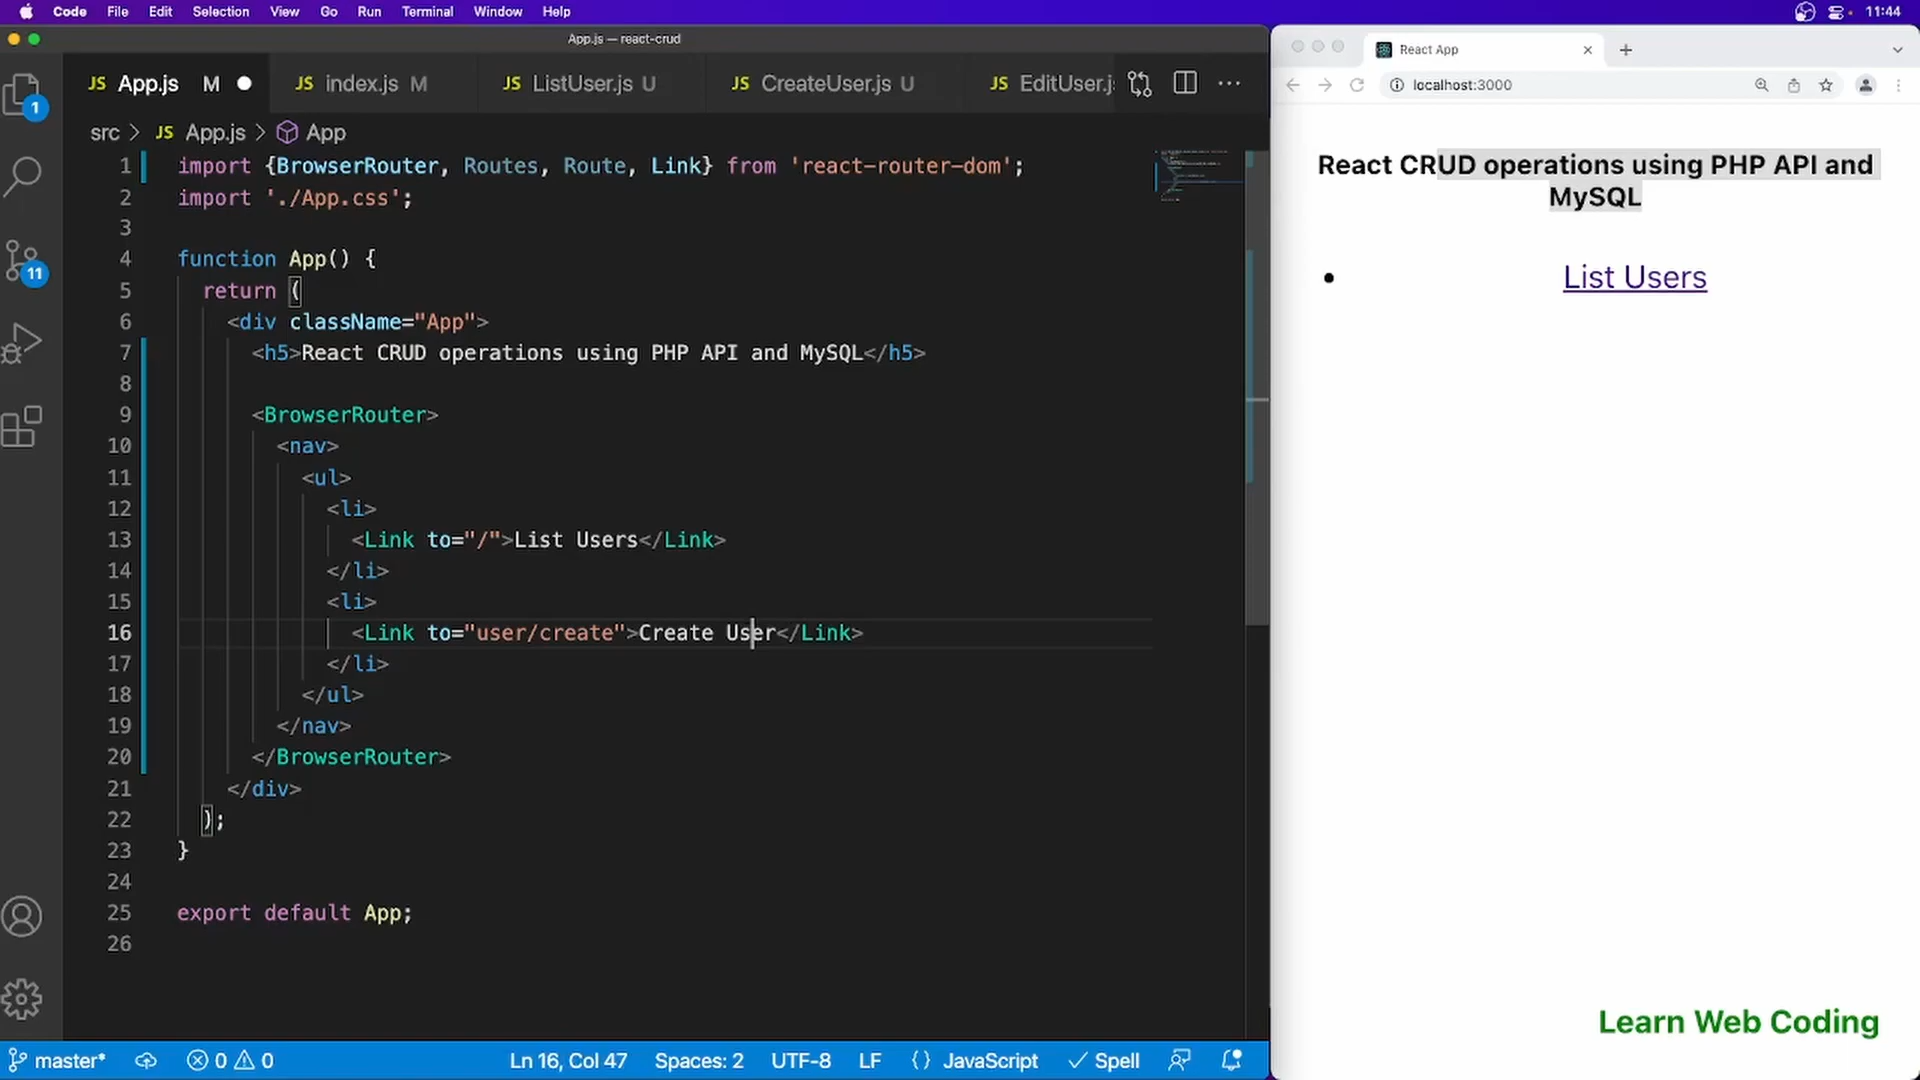 Code File Edit Selection View Go Run Terminal Window Help 11:44
App.js — react-crud
JS App.js M JS index.js M JS ListUser.js U JS CreateUser.js U JS EditUser.js
1
src > JS App.js > App
1 import {BrowserRouter, Routes, Route, Link} from 'react-router-dom';
2 import './App.css';
3
4 function App() {
5 return (
6 <div className="App">
7 <h5>React CRUD operations using PHP API and MySQL</h5>
8
9 <BrowserRouter>
10 <nav>
11 <ul>
12 <li>
13 <Link to="/">List Users</Link>
14 </li>
15 <li>
16 <Link to="user/create">Create User</Link>
17 </li>
18 </ul>
19 </nav>
20 </BrowserRouter>
21 </div>
22 );
23 }
24
25 export default App;
26
11
master* 0 0 Ln 16, Col 47 Spaces: 2 UTF-8 LF {} JavaScript Spell
React App
localhost:3000
React CRUD operations using PHP API and
MySQL
• List Users
Learn Web Coding